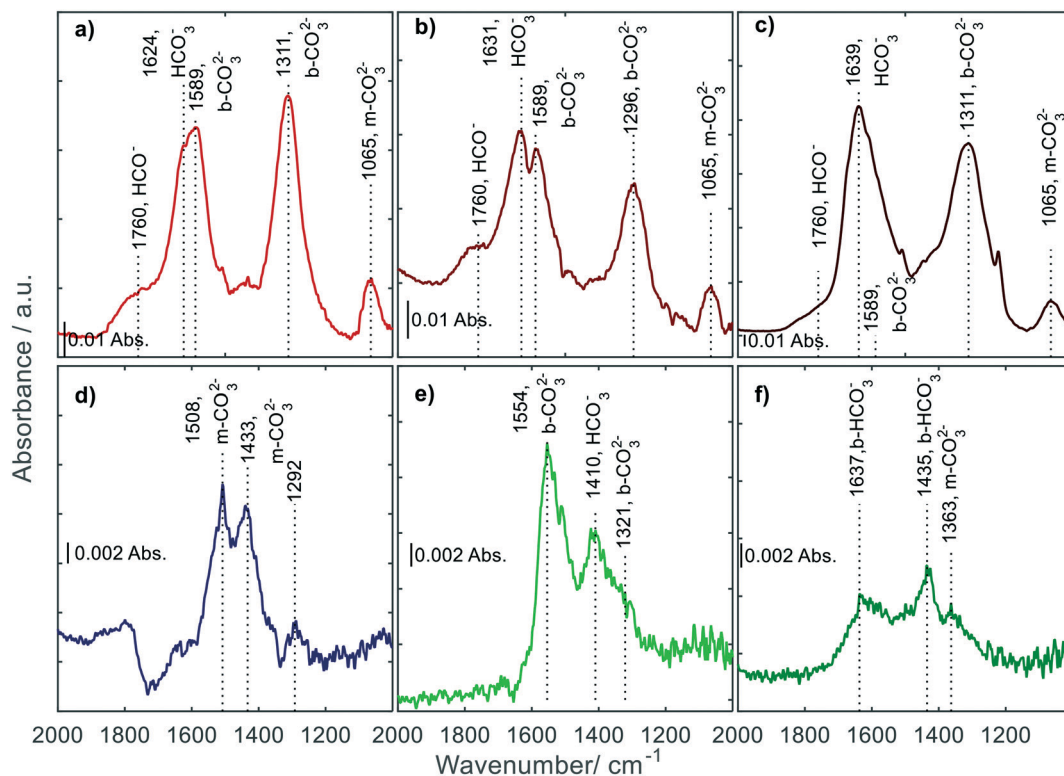 a)
1760, HCO⁻
1624, HCO₃⁻
1589, b-CO₃²⁻
1311, b-CO₃²⁻
1065, m-CO₃²⁻
0.01 Abs.
b)
1760, HCO⁻
1631, HCO₃⁻
1589, b-CO₃²⁻
1296, b-CO₃²⁻
1065, m-CO₃²⁻
0.01 Abs.
c)
1760, HCO⁻
1639, HCO₃⁻
1589, b-CO₃²⁻
1311, b-CO₃²⁻
1065, m-CO₃²⁻
0.01 Abs.
d)
1508, m-CO₃²⁻
1433, m-CO₃²⁻
1292
0.002 Abs.
e)
1554, b-CO₃²⁻
1410, HCO₃⁻
1321, b-CO₃²⁻
0.002 Abs.
f)
1637,b-HCO₃⁻
1435, b-HCO₃⁻
1363, m-CO₃²⁻
0.002 Abs.
Absorbance / a.u.
2000 1800 1600 1400 1200 2000 1800 1600 1400 1200 2000 1800 1600 1400 1200
Wavenumber/ cm⁻¹